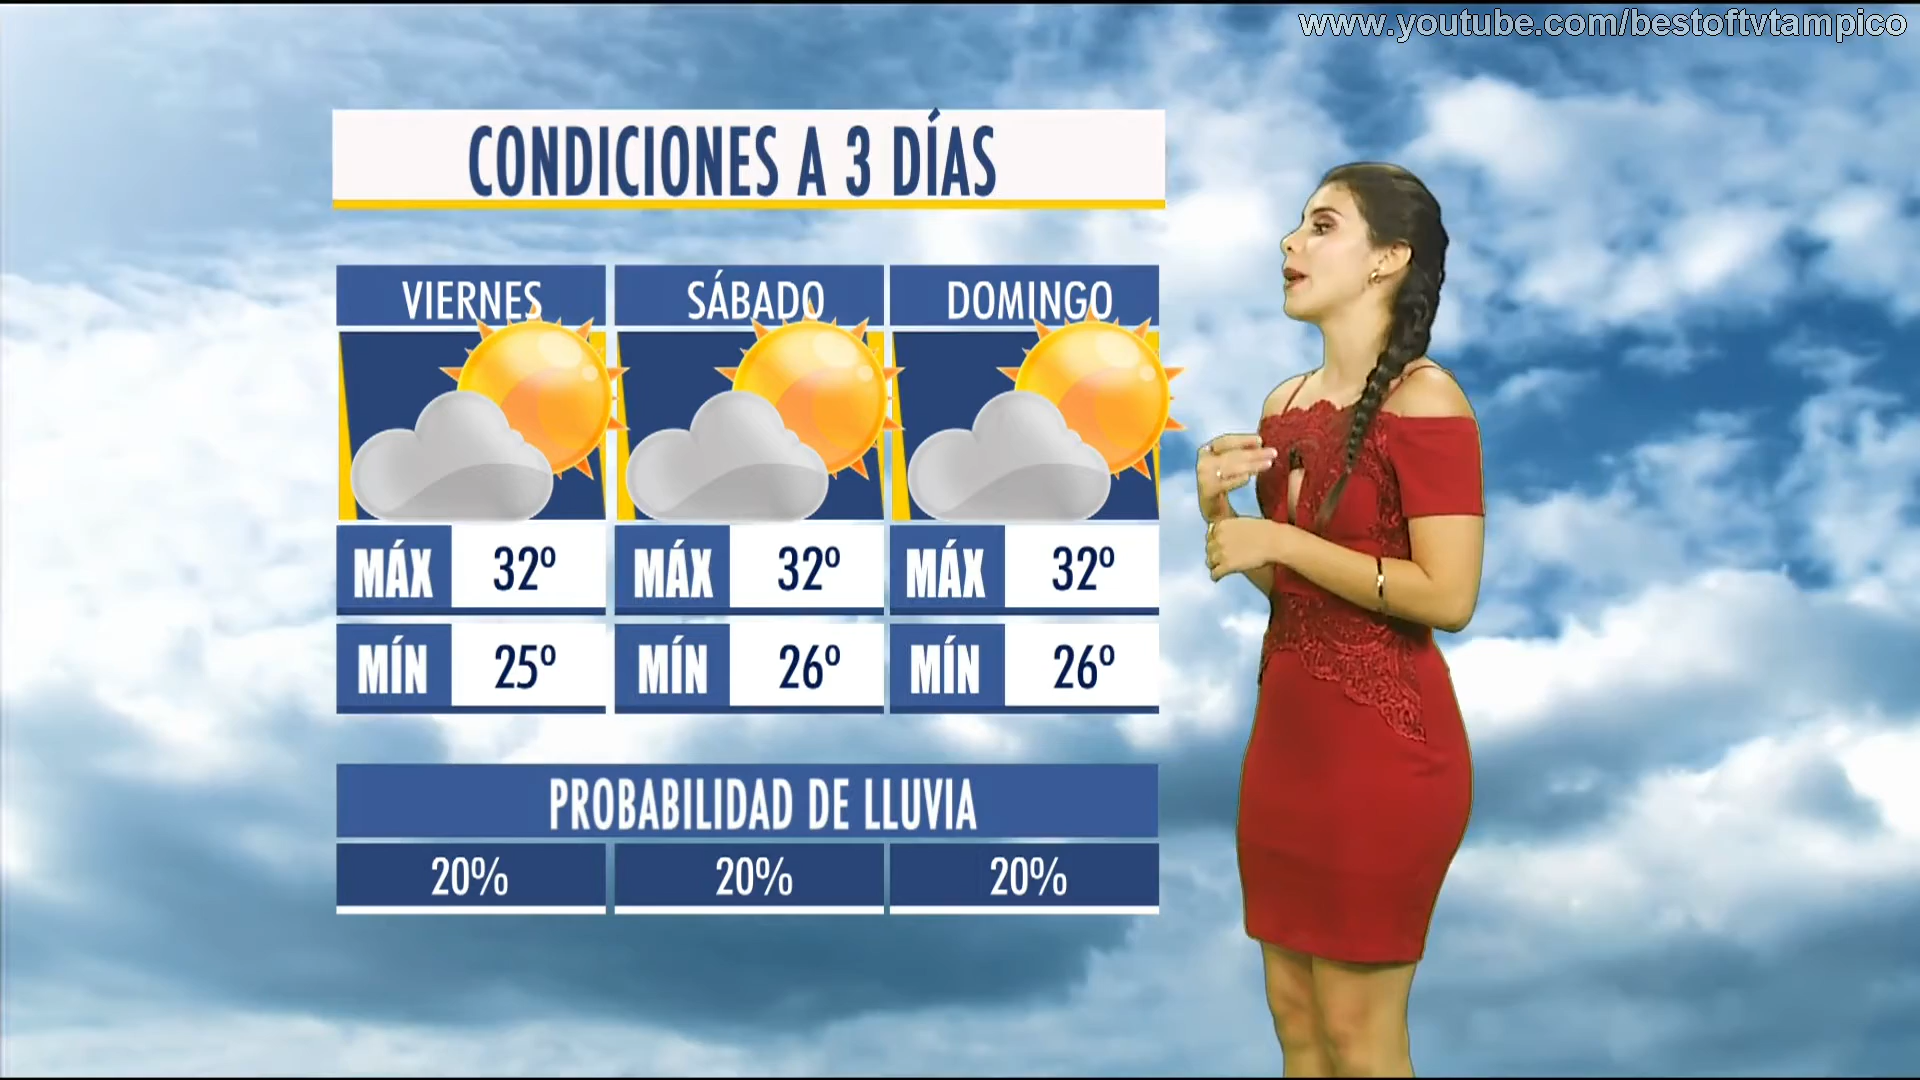 www.youtube.com/bestoftvtampico
CONDICIONES A 3 DÍAS
VIERNES SÁBADO DOMINGO
MÁX 32º MÁX 32º MÁX 32º
MÍN 25º MÍN 26º MÍN 26º
PROBABILIDAD DE LLUVIA
20% 20% 20%